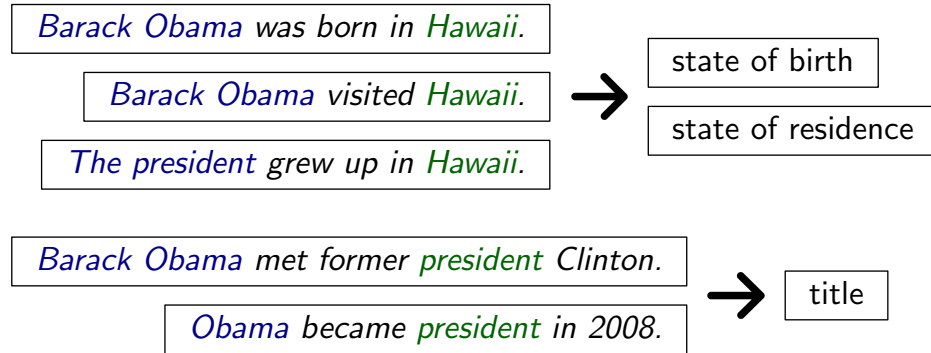 Barack Obama was born in Hawaii.
Barack Obama visited Hawaii.
The president grew up in Hawaii.
state of birth
state of residence
Barack Obama met former president Clinton.
Obama became president in 2008.
title